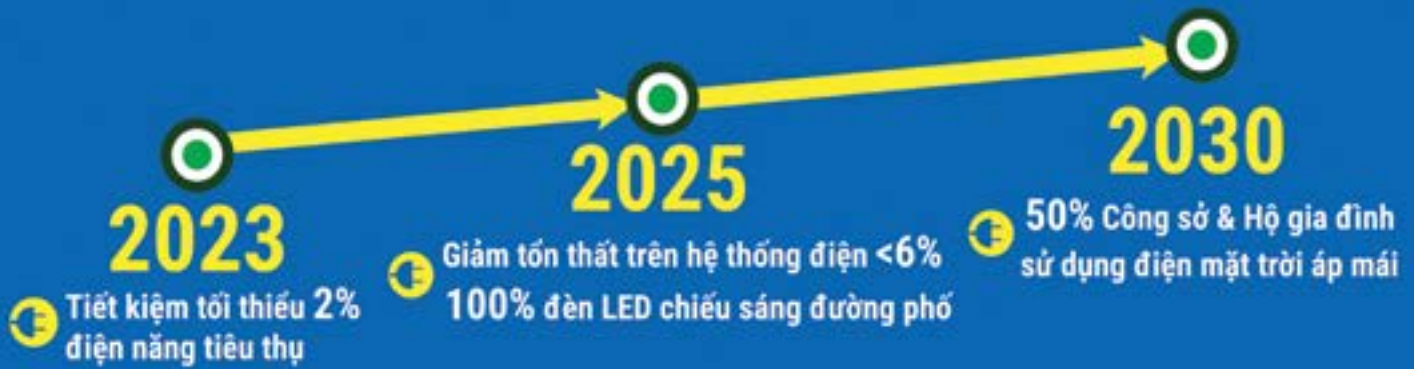 2023
Tiết kiệm tối thiểu 2%
điện năng tiêu thụ
2025
Giảm tổn thất trên hệ thống điện <6%
100% đèn LED chiếu sáng đường phố
2030
50% Công sở & Hộ gia đình
sử dụng điện mặt trời áp mái